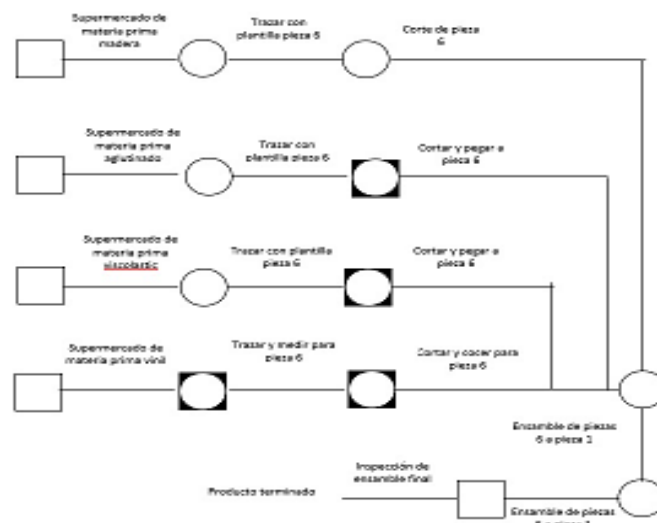 Supermercado de
materia prima
madera
Trazar con
plantilla pieza 6
Corte de pieza
6
Supermercado de
materia prima
aglutinado
Trazar con
plantilla pieza 6
Cortar y pegar a
pieza 6
Supermercado de
materia prima
viscolastic
Trazar con plantilla
pieza 6
Cortar y pegar a
pieza 6
Supermercado de
materia prima vinil
Trazar y medir para
pieza 6
Cortar y cocer para
pieza 6
Ensamble de piezas
6 a pieza 1
Inspección de
ensamble final
Producto terminado
Ensamble de piezas